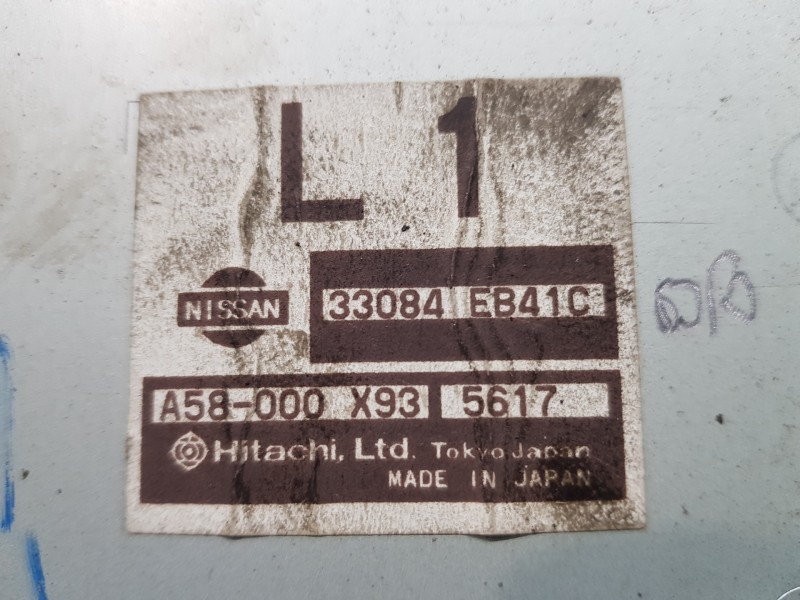 L 1
NISSAN 33084 EB41C
A58-000 X93 5617
Hitachi, Ltd. Tokyo Japan
MADE IN JAPAN